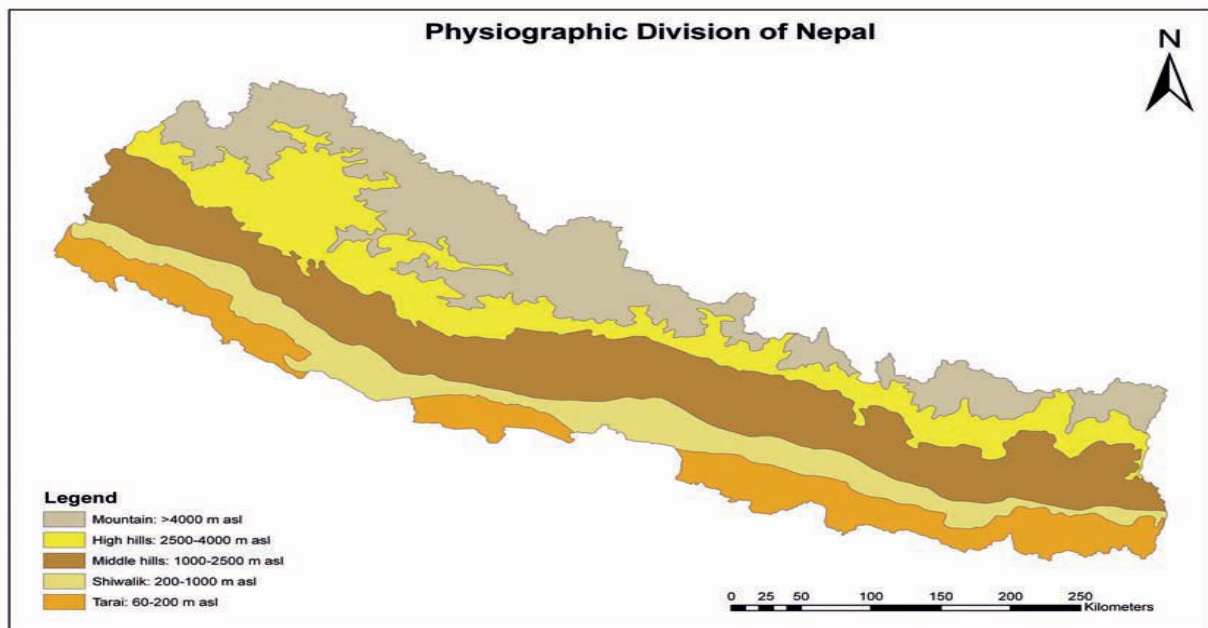 Physiographic Division of Nepal
N
Legend
Mountain: >4000 m asl
High hills: 2500-4000 m asl
Middle hills: 1000-2500 m asl
Shiwalik: 200-1000 m asl
Tarai: 60-200 m asl
0 25 50 100 150 200 250
Kilometers